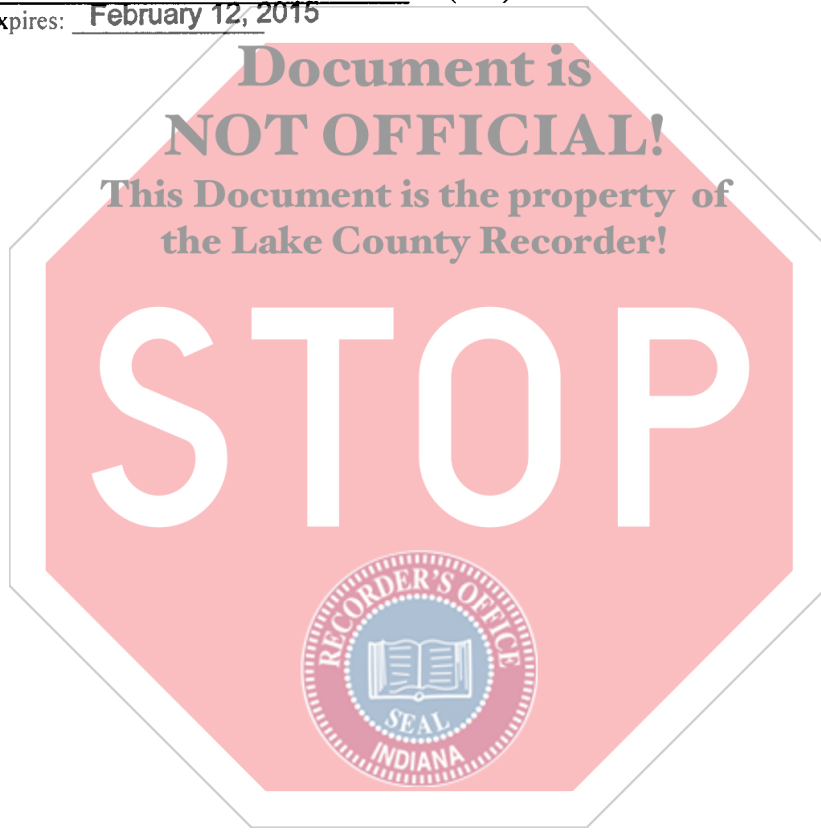 xpires: February 12, 2015
Document is
NOT OFFICIAL!
This Document is the property of
the Lake County Recorder!
STOP
RECORDER'S OFFICE
SEAL
INDIANA